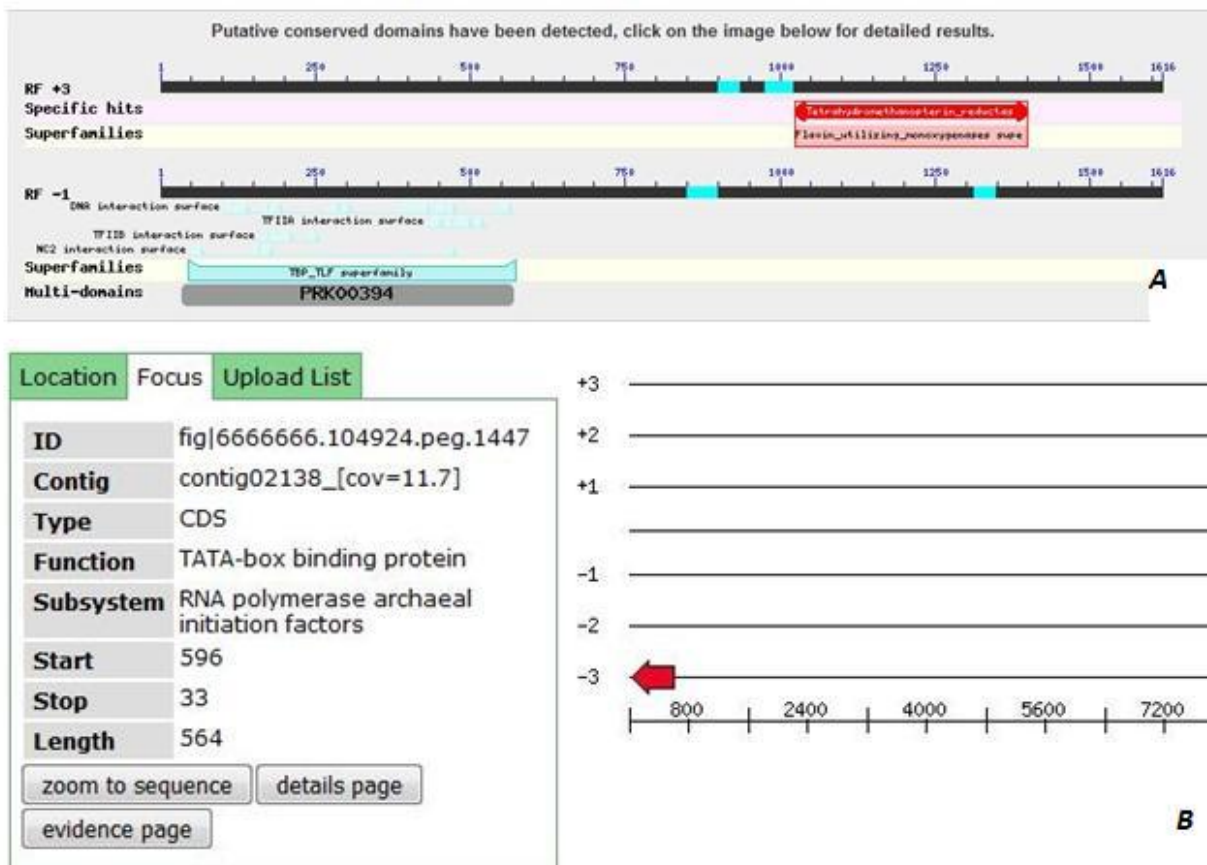 Putative conserved domains have been detected, click on the image below for detailed results.
1 250 500 750 1000 1250 1500 1616
RF +3
Specific hits
Tetrahydromethanopterin_reductas
Superfamilies
Flavin_utilizing_monoxygenases supe
1 250 500 750 1000 1250 1500 1616
RF -1
DNA interaction surface
TFIIA interaction surface
TFIIB interaction surface
NC2 interaction surface
Superfamilies
TBP_TLF superfamily
Multi-domains
PRK00394
A
Location Focus Upload List
ID fig|6666666.104924.peg.1447
Contig contig02138_[cov=11.7]
Type CDS
Function TATA-box binding protein
Subsystem RNA polymerase archaeal
initiation factors
Start 596
Stop 33
Length 564
zoom to sequence details page
evidence page
+3
+2
+1
-1
-2
-3
800 2400 4000 5600 7200
B